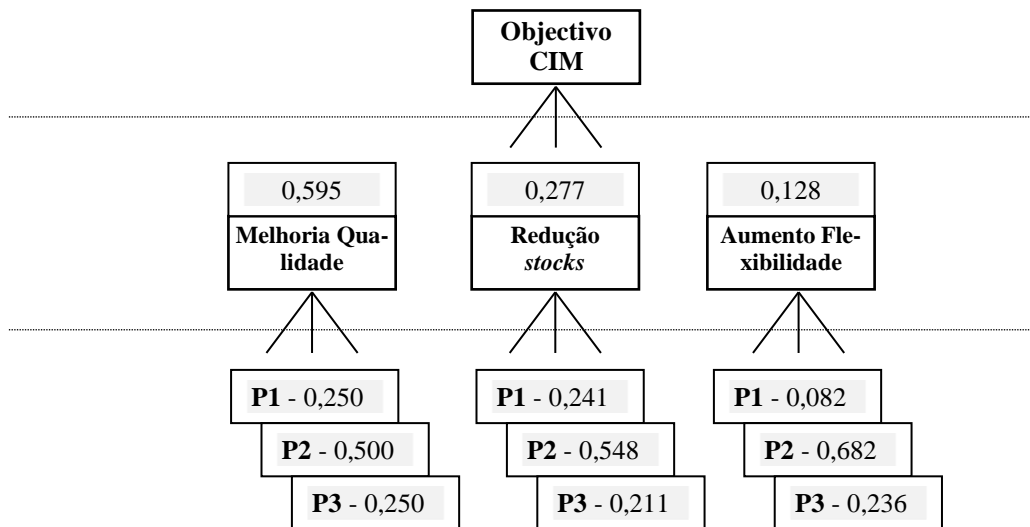 Objectivo
CIM
0,595
0,277
0,128
Melhoria Qua-
lidade
Redução
stocks
Aumento Fle-
xibilidade
P1 - 0,250
P2 - 0,500
P3 - 0,250
P1 - 0,241
P2 - 0,548
P3 - 0,211
P1 - 0,082
P2 - 0,682
P3 - 0,236